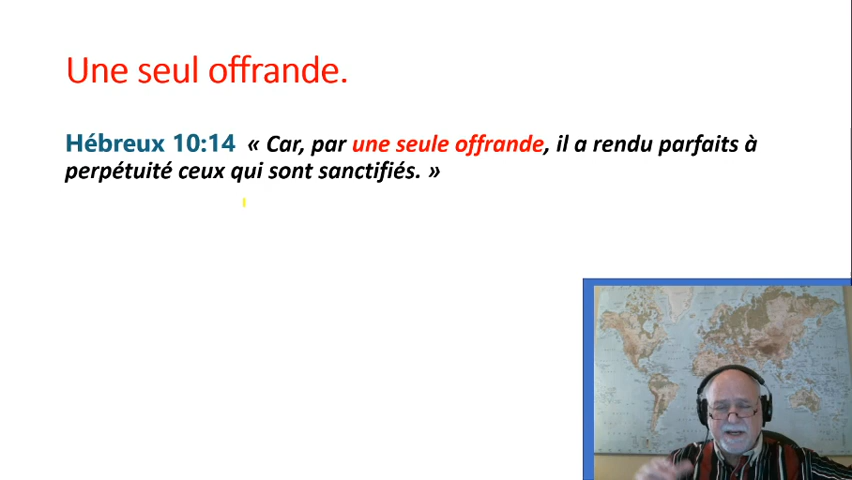 Une seul offrande.
Hébreux 10:14 « Car, par une seule offrande, il a rendu parfaits à
perpétuité ceux qui sont sanctifiés. »